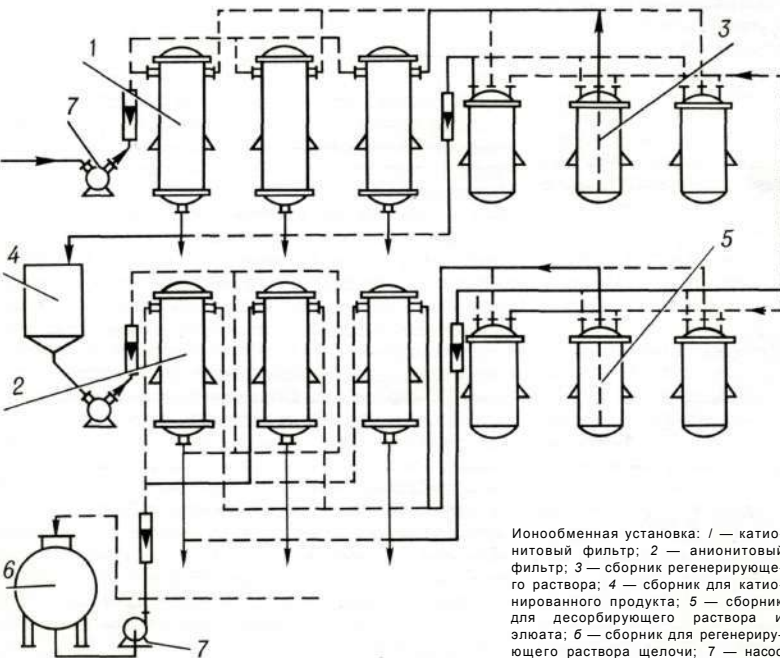 1
3
7
4
5
2
6
7
Ионообменная установка: / — катио-
нитовый фильтр; 2 — анионитовый
фильтр; 3 — сборник регенерирующе-
го раствора; 4 — сборник для катио-
нированного продукта; 5 — сборник
для десорбирующего раствора и
элюата; б — сборник для регенериру-
ющего раствора щелочи; 7 — насос